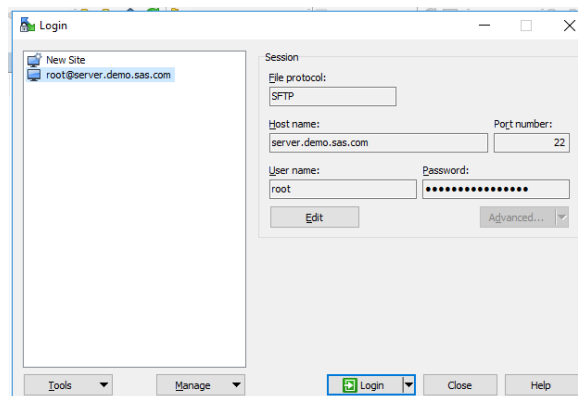 Login
New Site
root@server.demo.sas.com
Session
File protocol:
SFTP
Host name:
Port number:
server.demo.sas.com
22
User name:
Password:
root
••••••••••••••••
Edit
Advanced...
Tools
Manage
Login
Close
Help